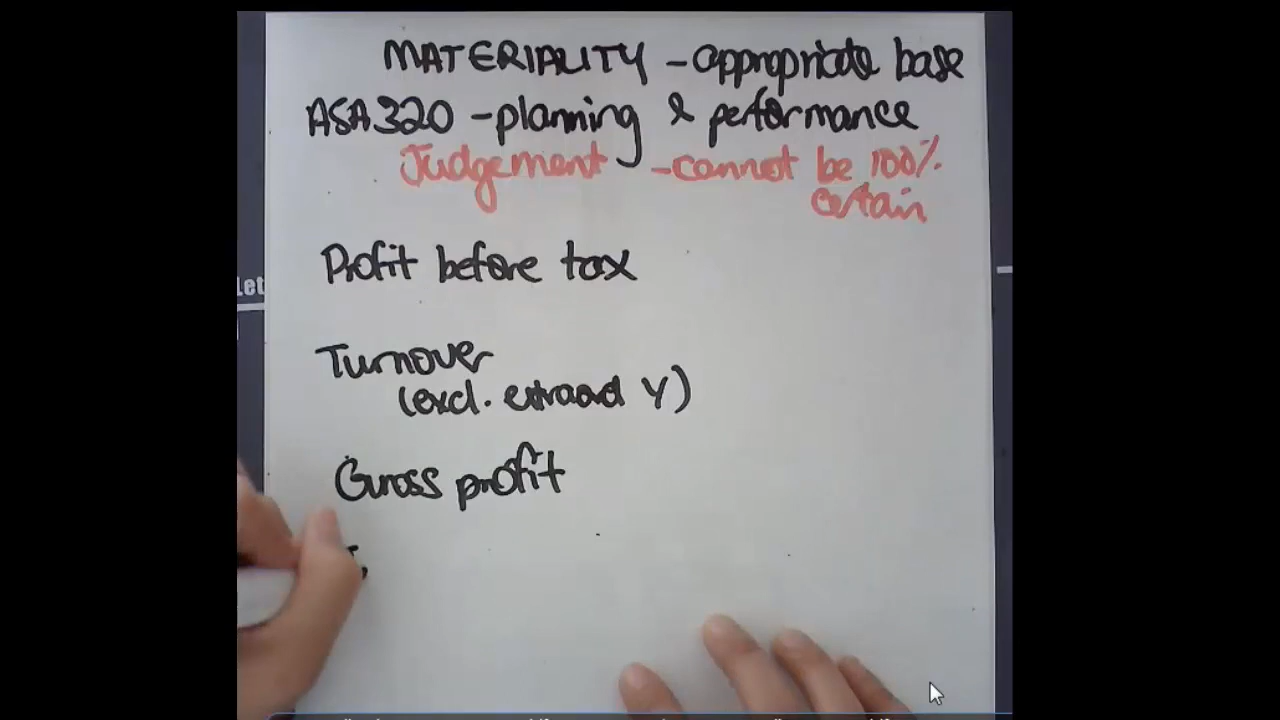 MATERIALITY - appropriate base
ASA320 - planning & performance
Judgement - cannot be 100%
certain
Let
Profit before tax
Turnover
(excl. extraord Y)
Gross profit